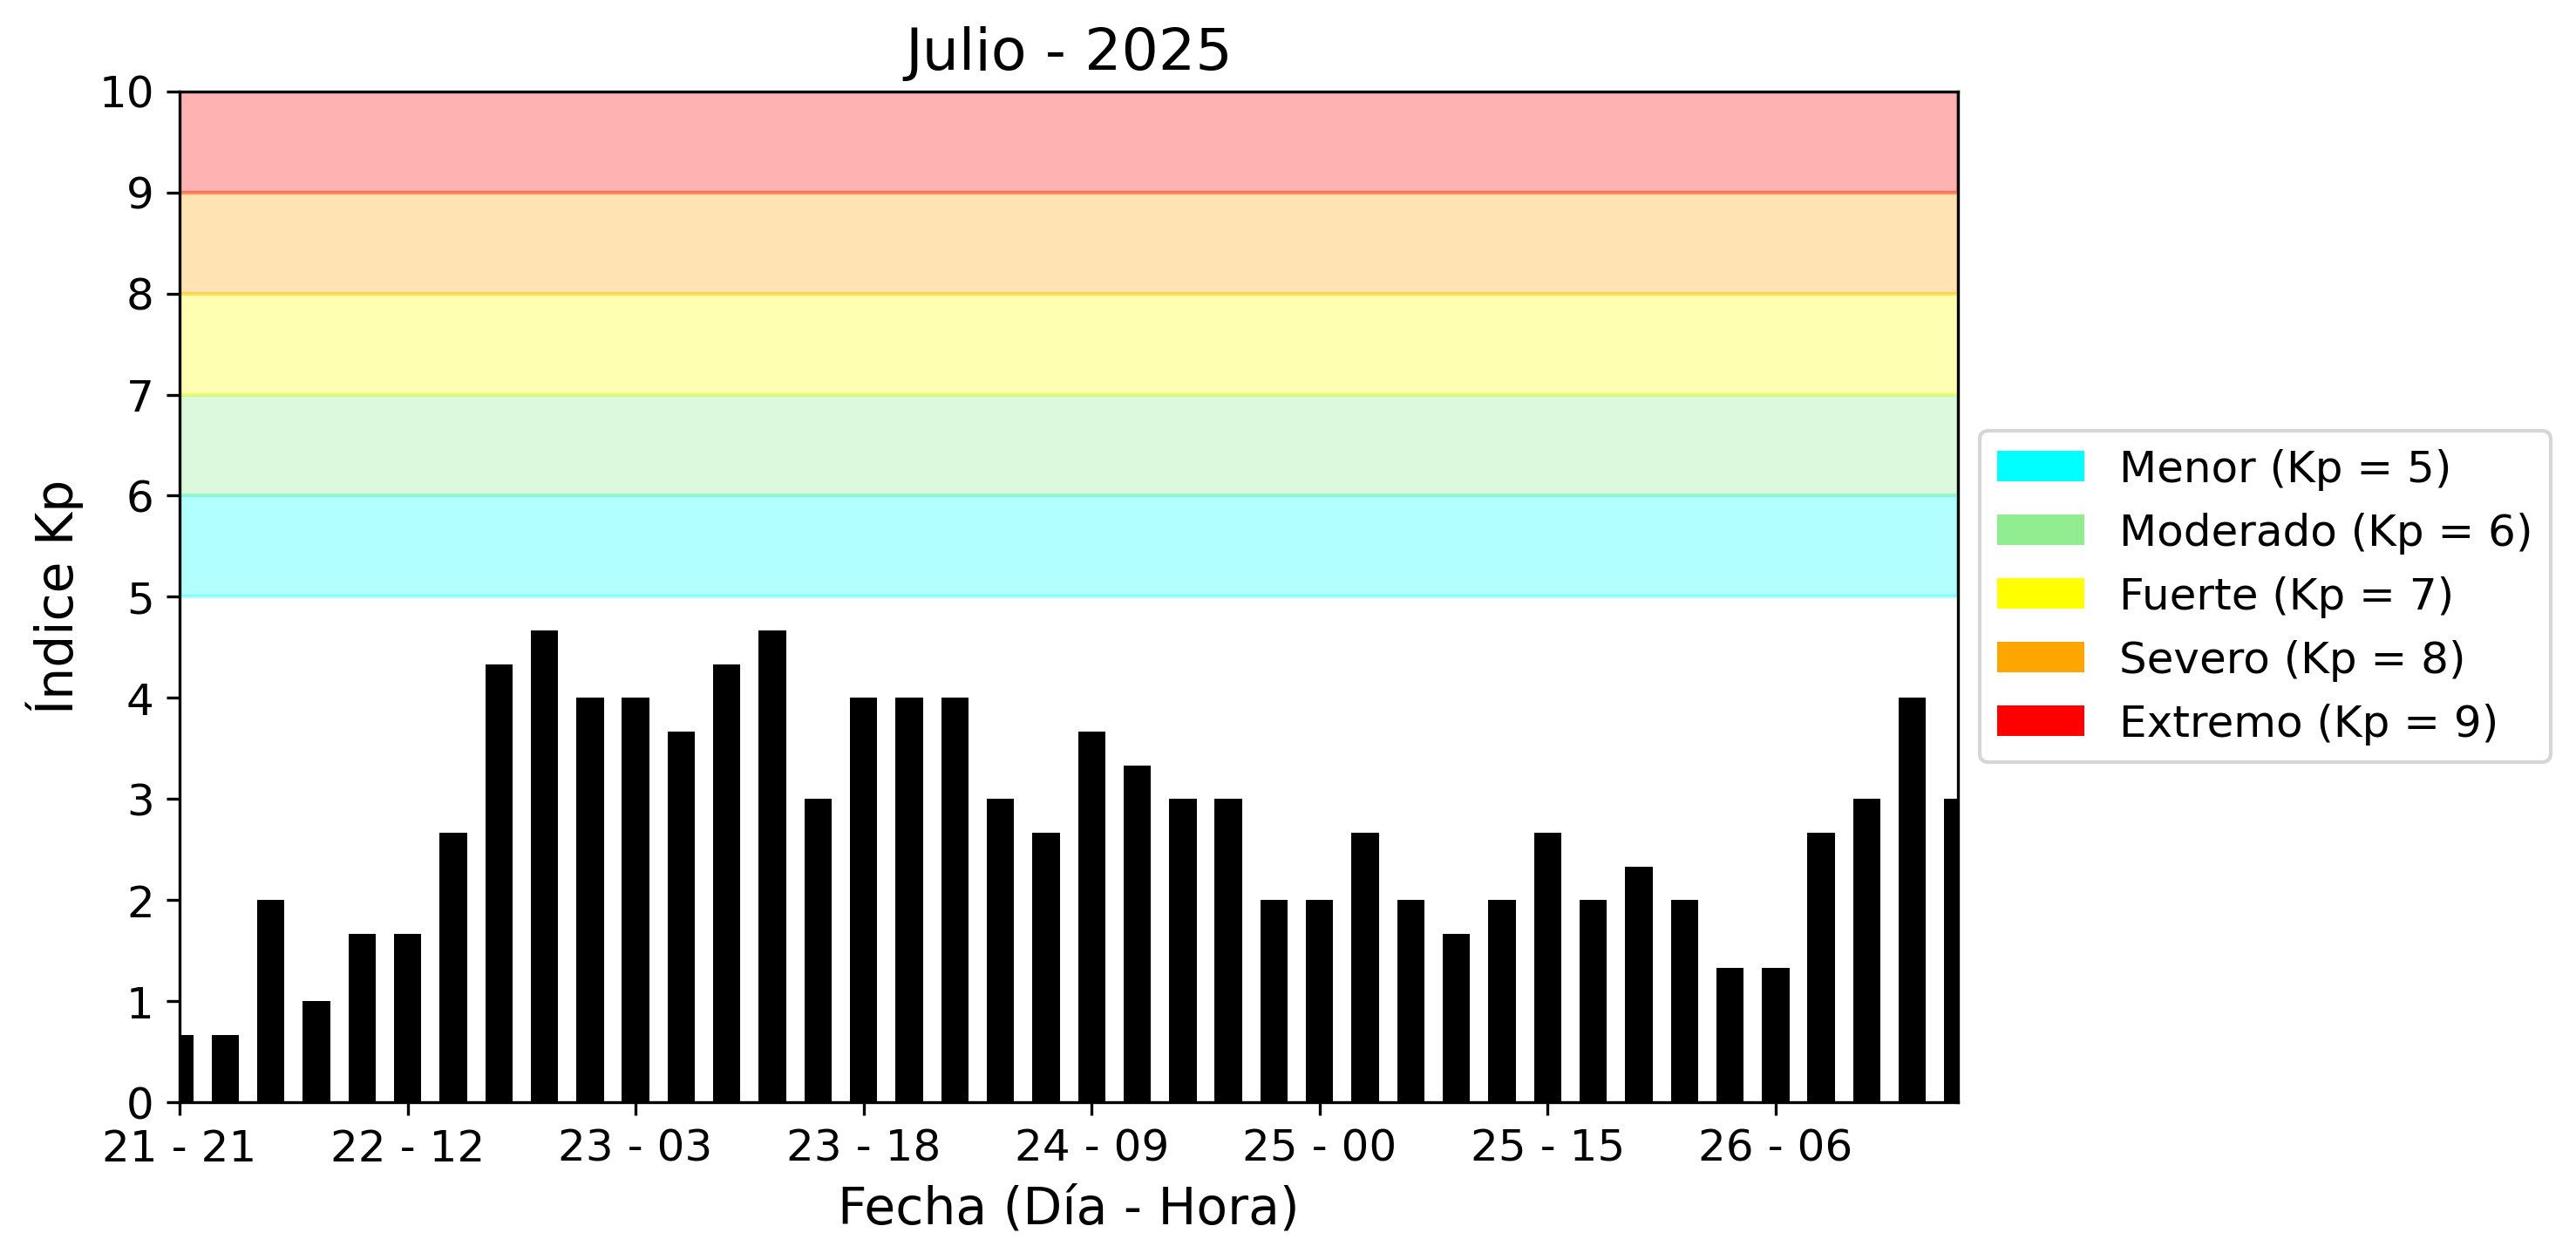 Julio - 2025
Índice Kp
10
9
8
7
6
5
4
3
2
1
0
21 - 21 22 - 12 23 - 03 23 - 18 24 - 09 25 - 00 25 - 15 26 - 06
Fecha (Día - Hora)
Menor (Kp = 5)
Moderado (Kp = 6)
Fuerte (Kp = 7)
Severo (Kp = 8)
Extremo (Kp = 9)